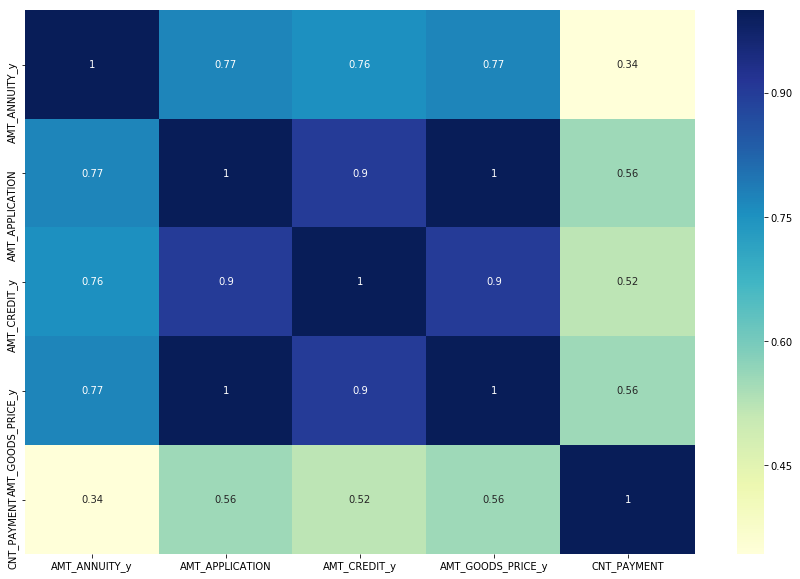 AMT_ANNUITY_y
1 0.77 0.76 0.77 0.34
AMT_APPLICATION
0.77 1 0.9 1 0.56
AMT_CREDIT_y
0.76 0.9 1 0.9 0.52
AMT_GOODS_PRICE_y
0.77 1 0.9 1 0.56
CNT_PAYMENT
0.34 0.56 0.52 0.56 1
AMT_ANNUITY_y AMT_APPLICATION AMT_CREDIT_y AMT_GOODS_PRICE_y CNT_PAYMENT
0.90
0.75
0.60
0.45